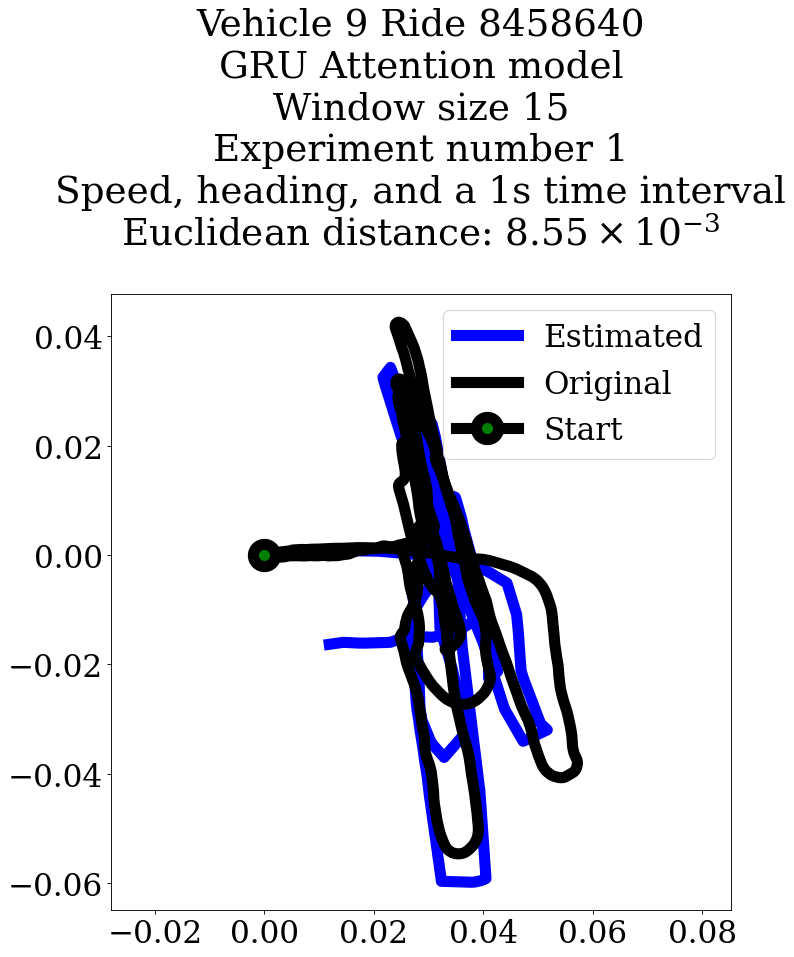 Vehicle 9 Ride 8458640
GRU Attention model
Window size 15
Experiment number 1
Speed, heading, and a 1s time interval
Euclidean distance: 8.55 × 10⁻³
Estimated
Original
Start
0.04
0.02
0.00
−0.02
−0.04
−0.06
−0.02 0.00 0.02 0.04 0.06 0.08